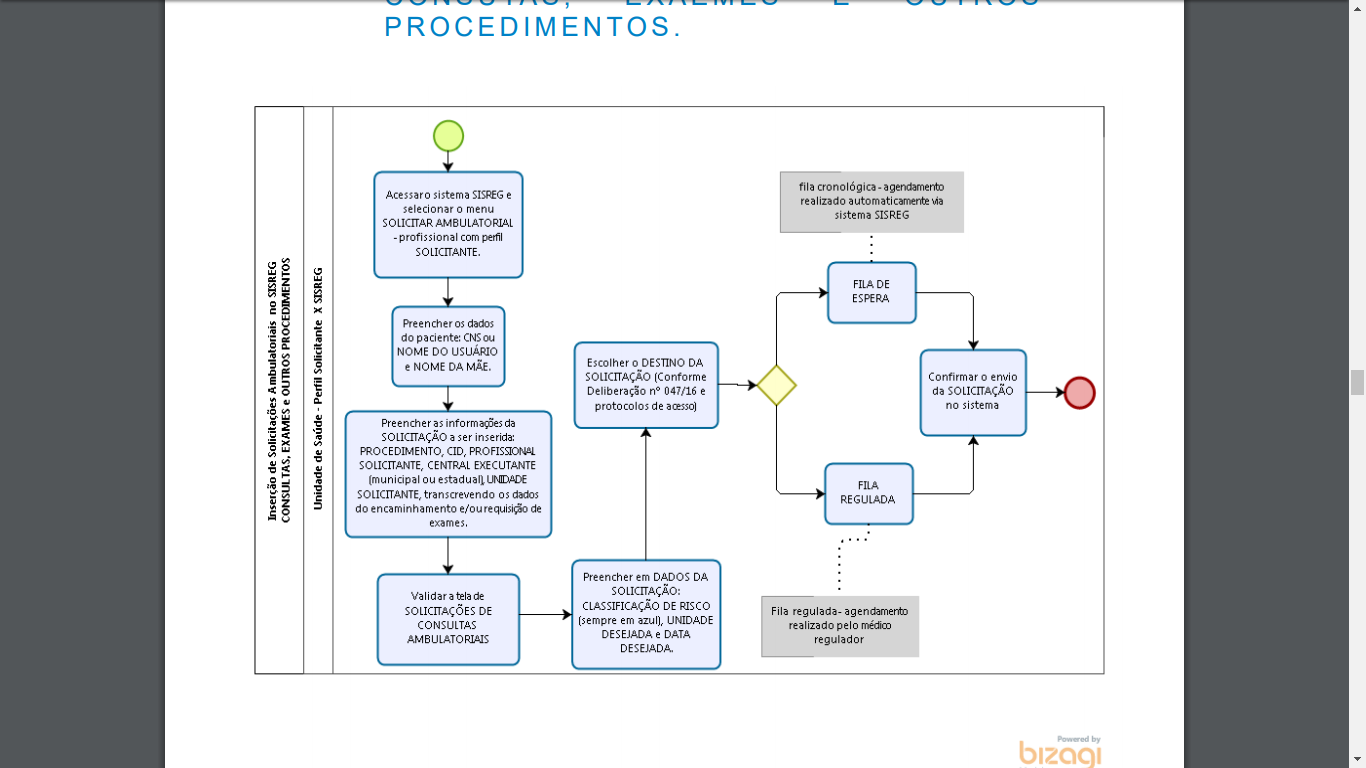 CONSUTAS, EXAEMES E OUTROS
PROCEDIMENTOS.
Inserção de Solicitações Ambulatoriais no SISREG
CONSULTAS, EXAMES e OUTROS PROCEDIMENTOS
Unidade de Saúde - Perfil Solicitante X SISREG
Acessar o sistema SISREG e
selecionar o menu
SOLICITAR AMBULATORIAL
- profissional com perfil
SOLICITANTE.
Preencher os dados
do paciente: CNS ou
NOME DO USUÁRIO
e NOME DA MÃE.
Preencher as informações da
SOLICITAÇÃO a ser inserida:
PROCEDIMENTO, CID, PROFISSIONAL
SOLICITANTE, CENTRAL EXECUTANTE
(municipal ou estadual), UNIDADE
SOLICITANTE, transcrevendo os dados
do encaminhamento e/ou requisição de
exames.
Validar a tela de
SOLICITAÇÕES DE
CONSULTAS
AMBULATORIAIS
Preencher em DADOS DA
SOLICITAÇÃO:
CLASSIFICAÇÃO DE RISCO
(sempre em azul), UNIDADE
DESEJADA e DATA
DESEJADA.
Escolher o DESTINO DA
SOLICITAÇÃO (Conforme
Deliberação nº 047/16 e
protocolos de acesso)
fila cronológica - agendamento
realizado automaticamente via
sistema SISREG
FILA DE
ESPERA
FILA
REGULADA
Fila regulada- agendamento
realizado pelo médico
regulador
Confirmar o envio
da SOLICITAÇÃO
no sistema
Powered by
bizagi